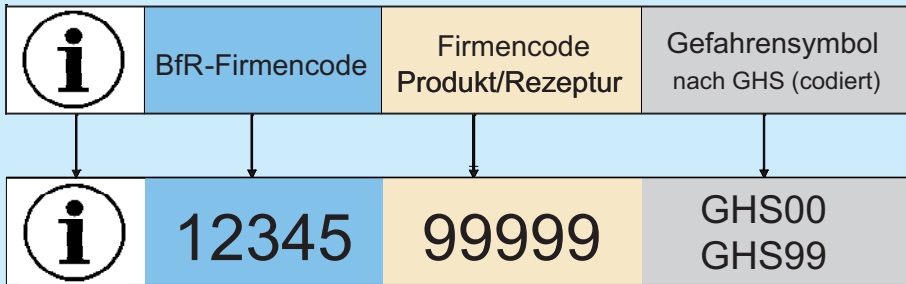 BfR-Firmencode
Firmencode
Produkt/Rezeptur
Gefahrensymbol
nach GHS (codiert)
12345
99999
GHS00
GHS99